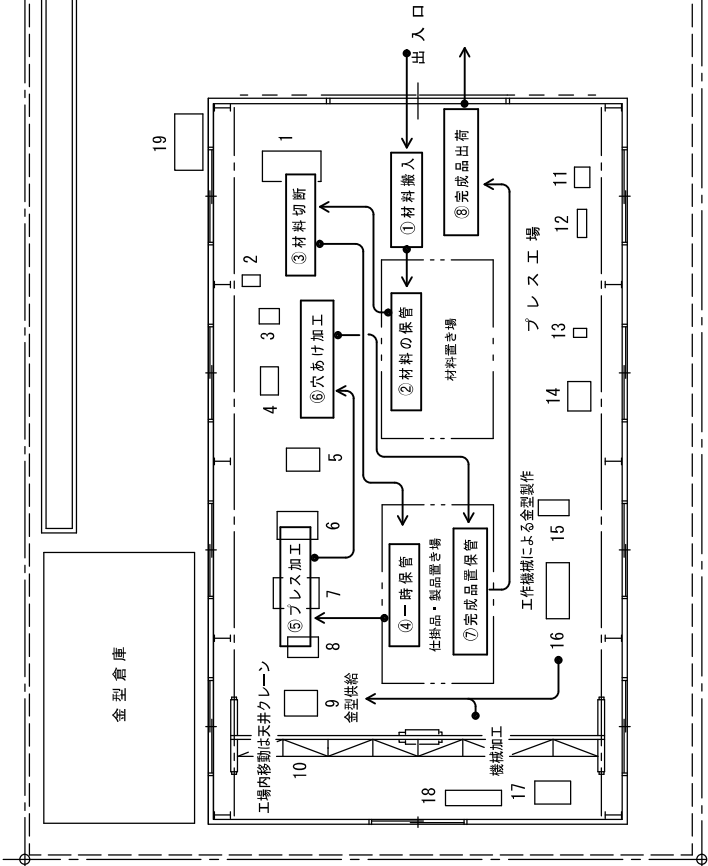 出入口
19
1
①材料搬入
⑧完成品出荷
11
12
③材料切断
2
3
4
⑥穴あけ加工
②材料の保管
材料置き場
プレス工場
13
14
5
6
⑤プレス加工
7
8
④一時保管
仕掛品・製品置き場
⑦完成品置保管
工作機械による金型製作
15
16
9
金型供給
金型倉庫
工場内移動は天井クレーン
10
機械加工
18
17